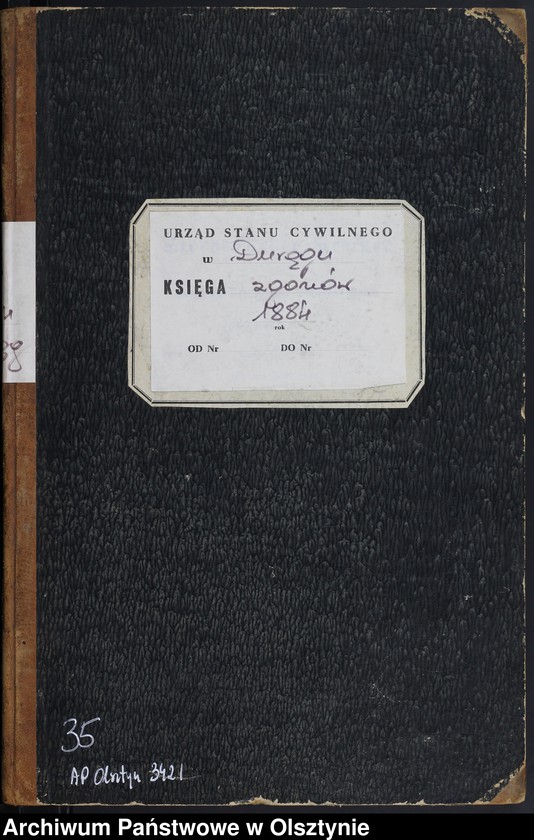 URZĄD STANU CYWILNEGO
w Durągu
KSIĘGA zgonów
1884
rok
OD Nr DO Nr
35
AP Olsztyn 3421
Archiwum Państwowe w Olsztynie